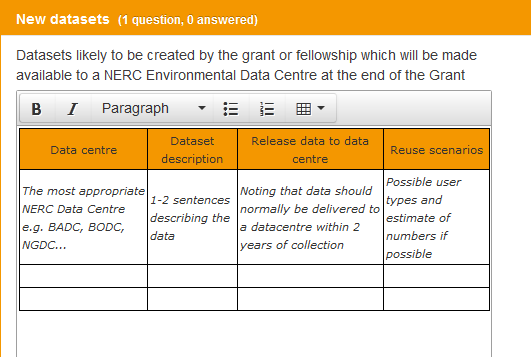 New datasets (1 question, 0 answered)
Datasets likely to be created by the grant or fellowship which will be made
available to a NERC Environmental Data Centre at the end of the Grant
B I Paragraph
Data centre
Dataset
description
Release data to data
centre
Reuse scenarios
The most appropriate
NERC Data Centre
e.g. BADC, BODC,
NGDC...
1-2 sentences
describing the
data
Noting that data should
normally be delivered to
a datacentre within 2
years of collection
Possible user
types and
estimate of
numbers if
possible